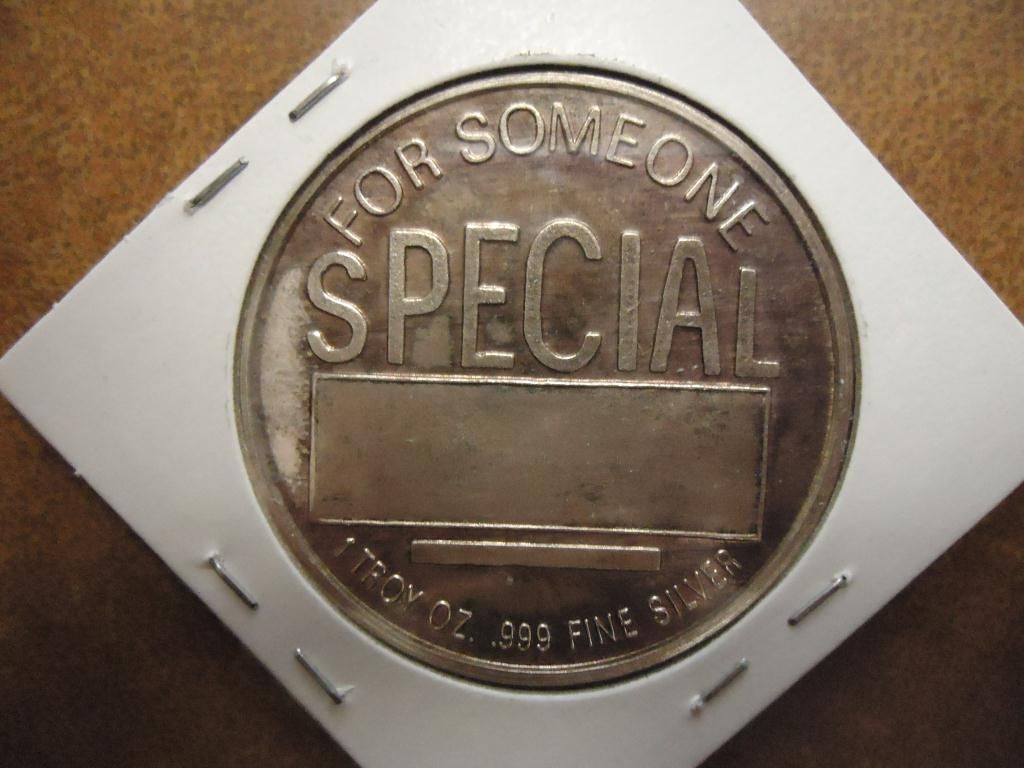 FOR SOMEONE
SPECIAL
1 TROY OZ. .999 FINE SILVER